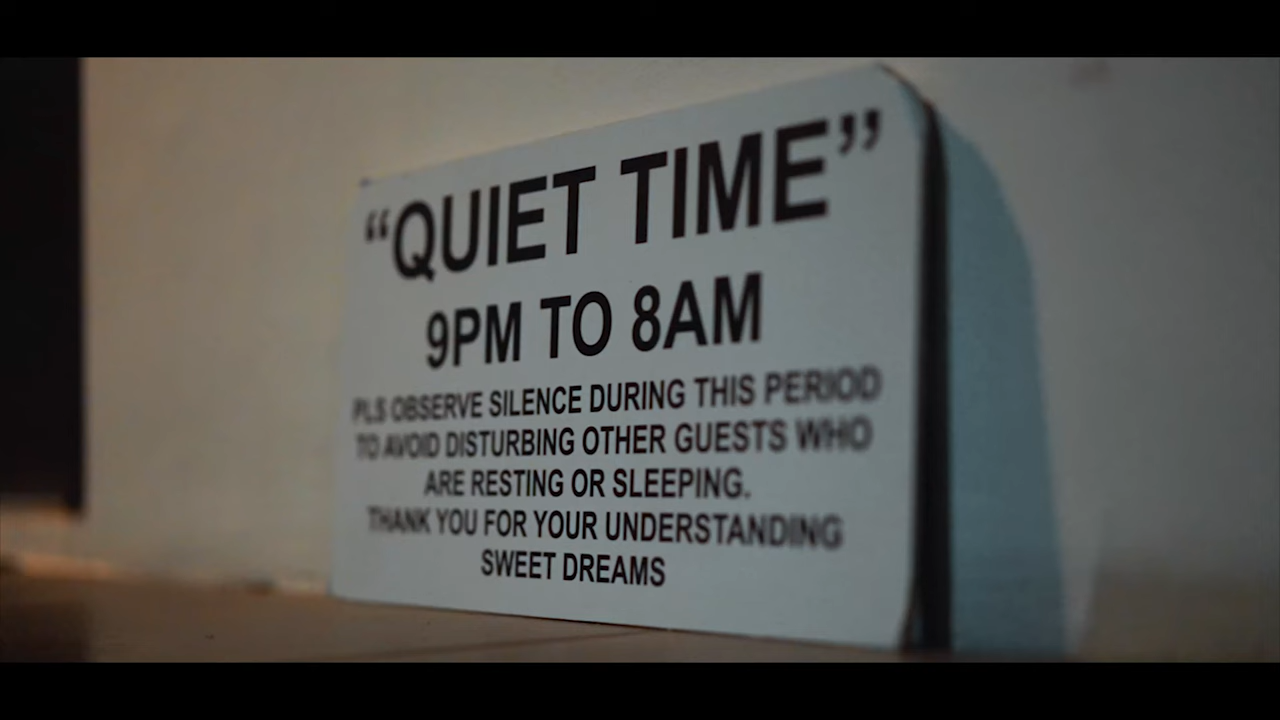 “QUIET TIME”
9PM TO 8AM
PLS OBSERVE SILENCE DURING THIS PERIOD
TO AVOID DISTURBING OTHER GUESTS WHO
ARE RESTING OR SLEEPING.
THANK YOU FOR YOUR UNDERSTANDING
SWEET DREAMS